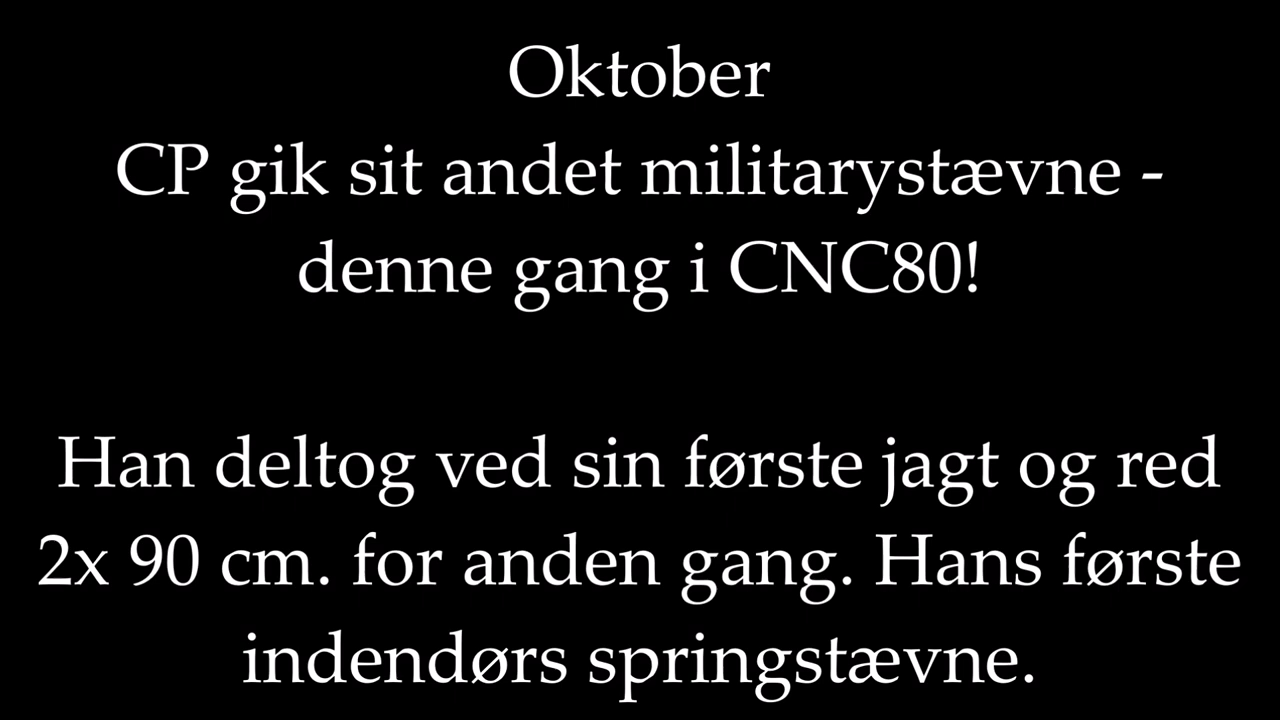 Oktober
CP gik sit andet militarystævne -
denne gang i CNC80!
Han deltog ved sin første jagt og red
2x 90 cm. for anden gang. Hans første
indendørs springstævne.